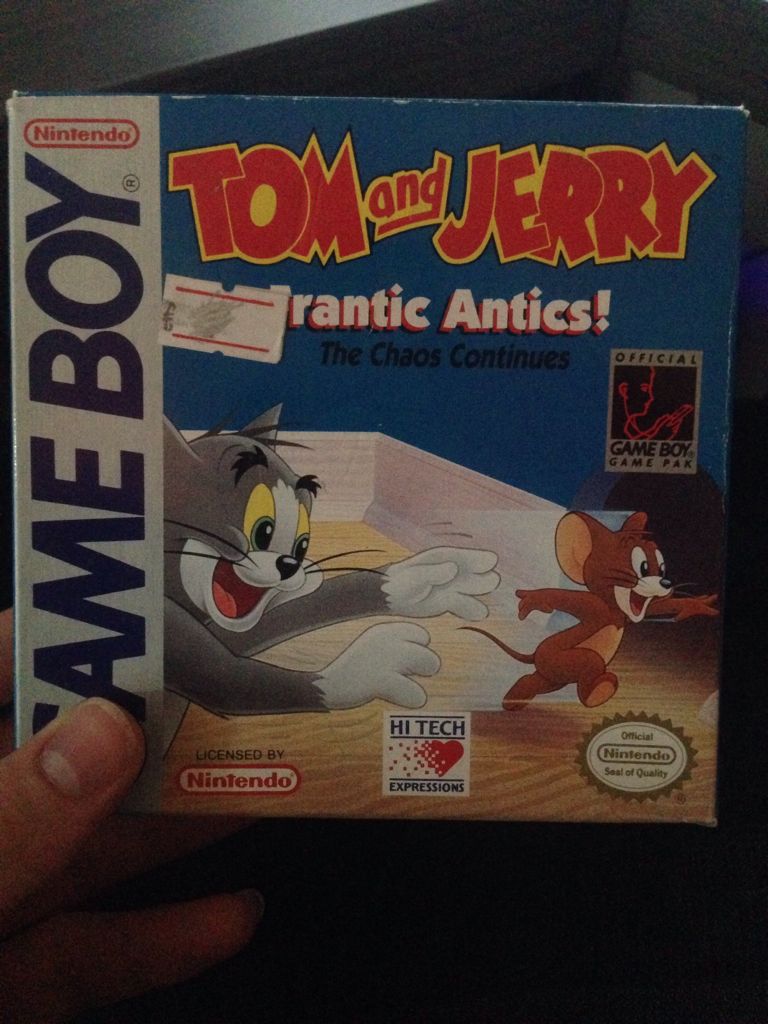 Nintendo®
GAME BOY®
TOM and JERRY
rantic Antics!
The Chaos Continues
OFFICIAL
GAME BOY®
GAME PAK
LICENSED BY
Nintendo®
HI TECH
EXPRESSIONS
Official
Nintendo
Seal of Quality